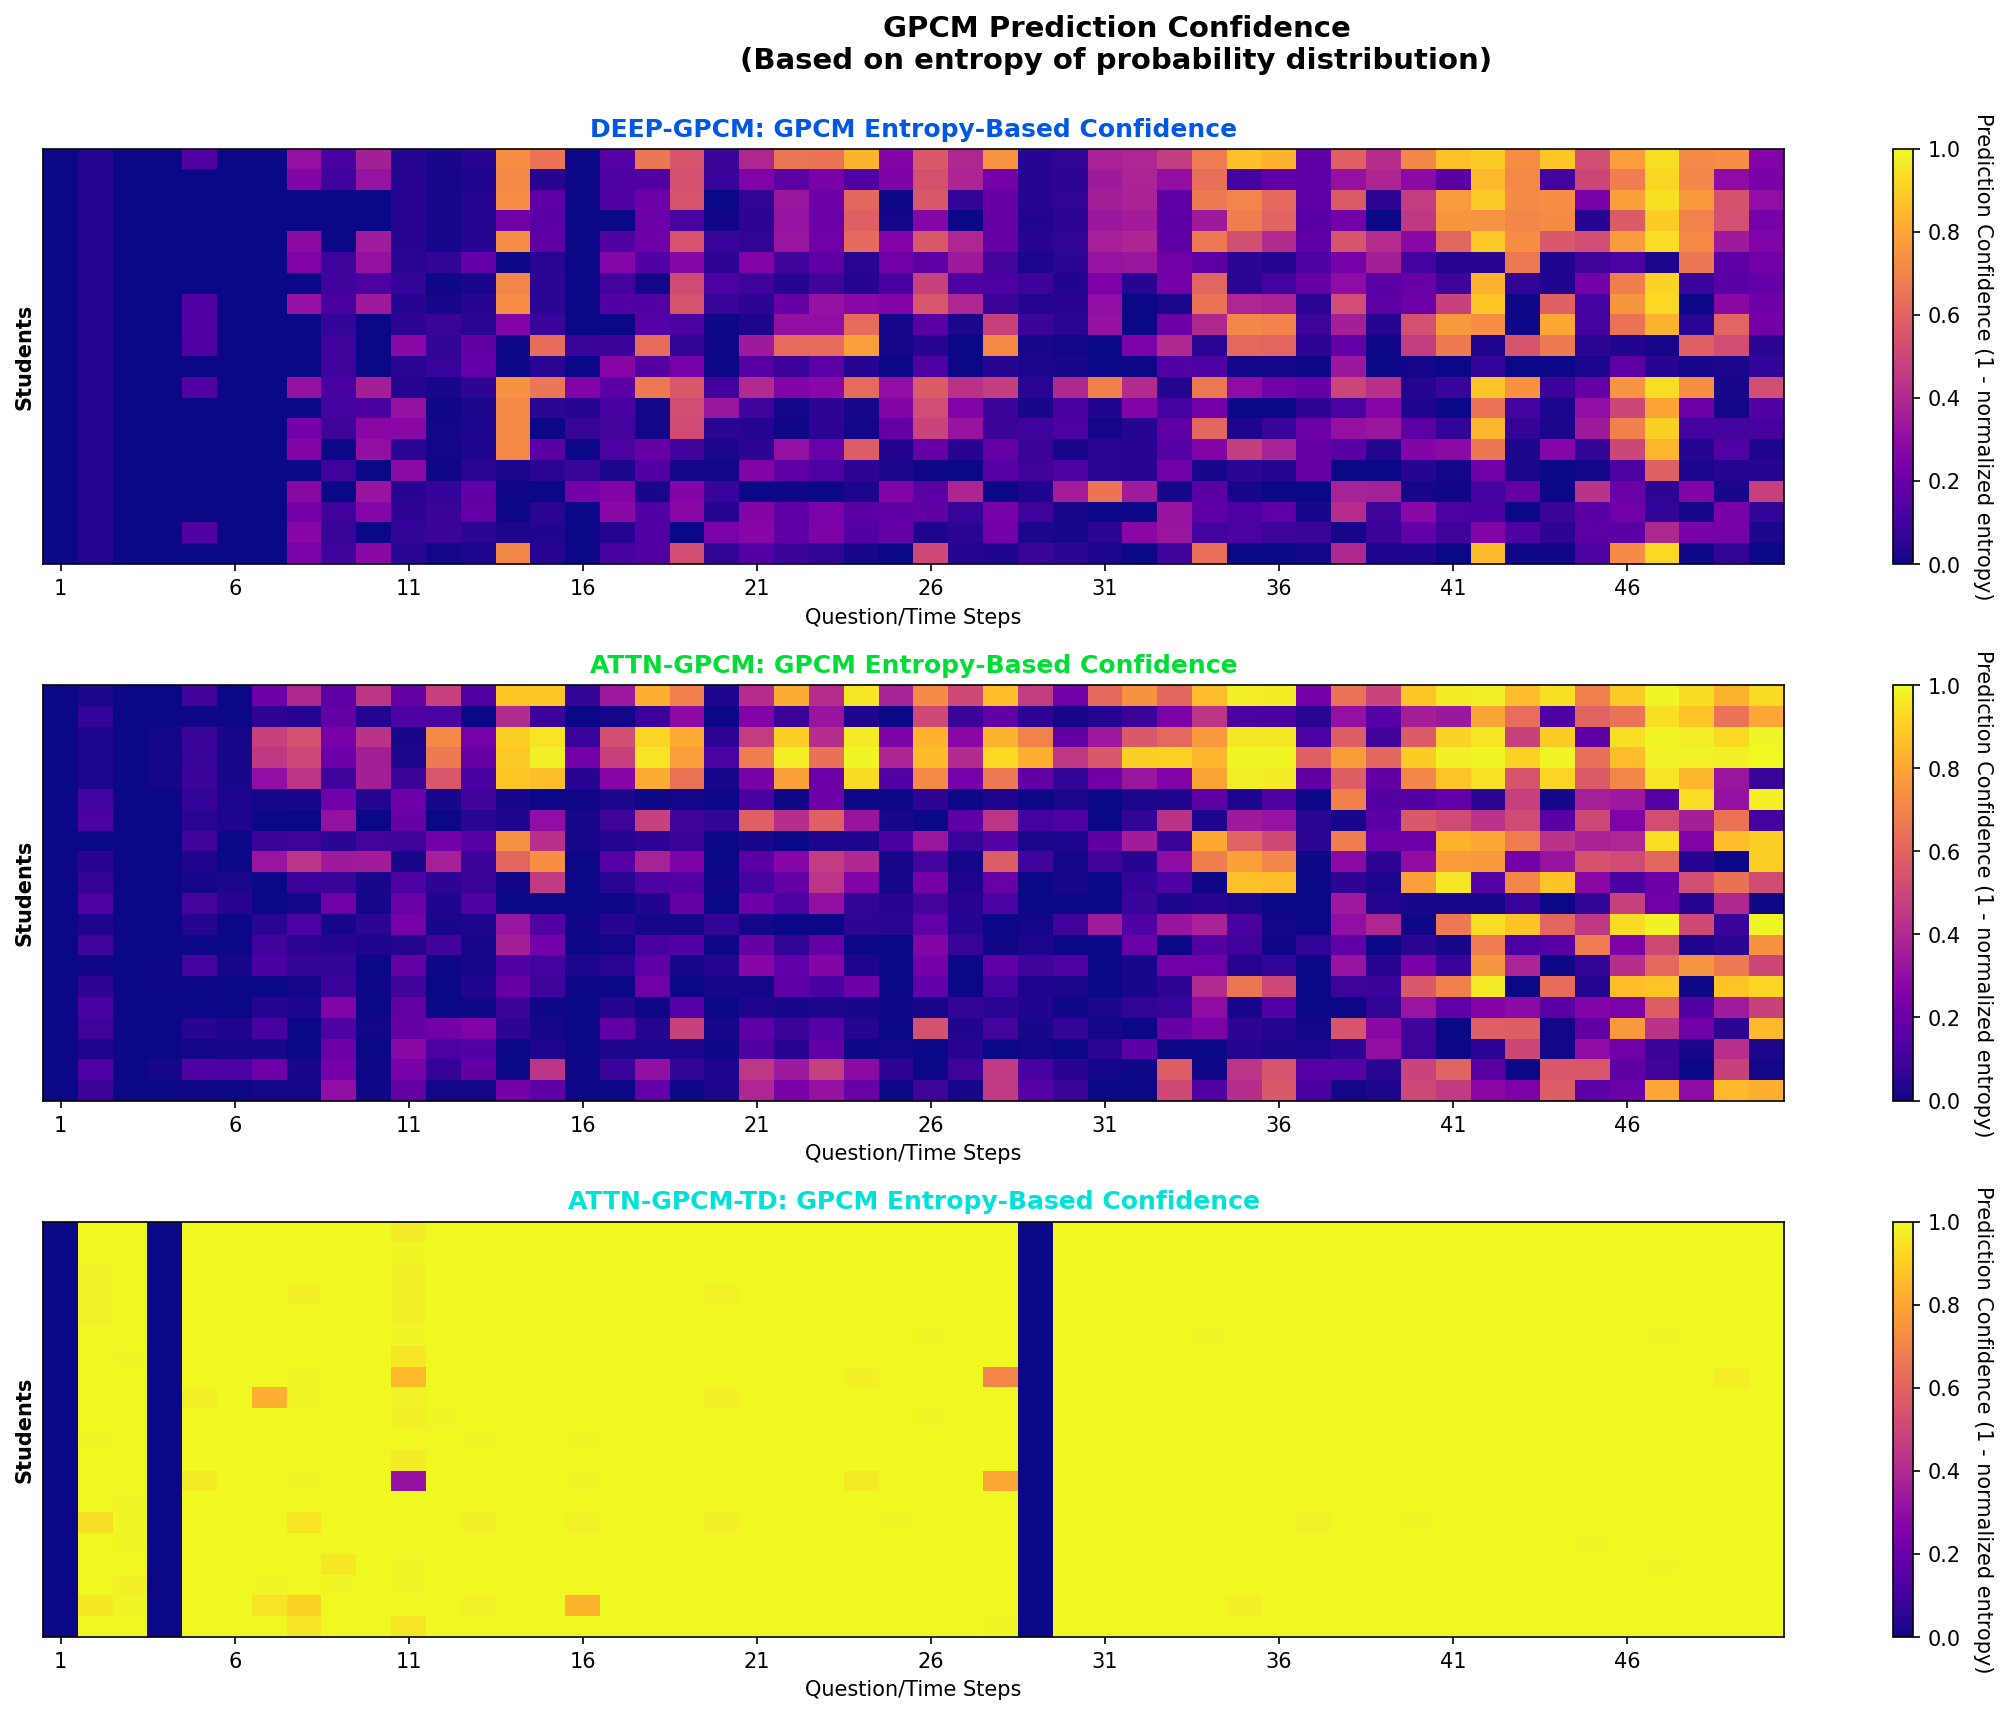 GPCM Prediction Confidence
(Based on entropy of probability distribution)
DEEP-GPCM: GPCM Entropy-Based Confidence
Students
1 6 11 16 21 26 31 36 41 46
Question/Time Steps
1.0
0.8
0.6
0.4
0.2
0.0
Prediction Confidence (1 - normalized entropy)
ATTN-GPCM: GPCM Entropy-Based Confidence
Students
1 6 11 16 21 26 31 36 41 46
Question/Time Steps
1.0
0.8
0.6
0.4
0.2
0.0
Prediction Confidence (1 - normalized entropy)
ATTN-GPCM-TD: GPCM Entropy-Based Confidence
Students
1 6 11 16 21 26 31 36 41 46
Question/Time Steps
1.0
0.8
0.6
0.4
0.2
0.0
Prediction Confidence (1 - normalized entropy)